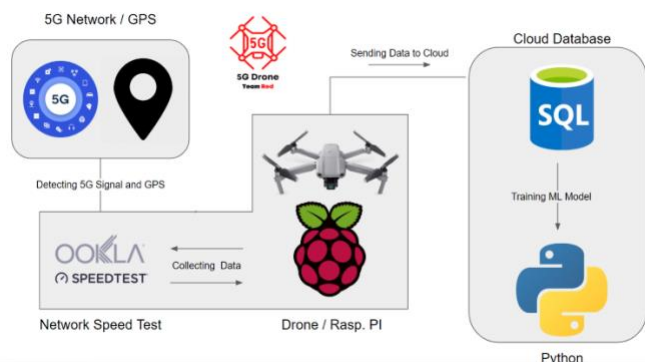 5G Network / GPS
5G
5G
5G Drone
Team Red
Sending Data to Cloud
Cloud Database
SQL
Detecting 5G Signal and GPS
Training ML Model
OOKLA
SPEEDTEST
Collecting Data
Network Speed Test
Drone / Rasp. PI
Python